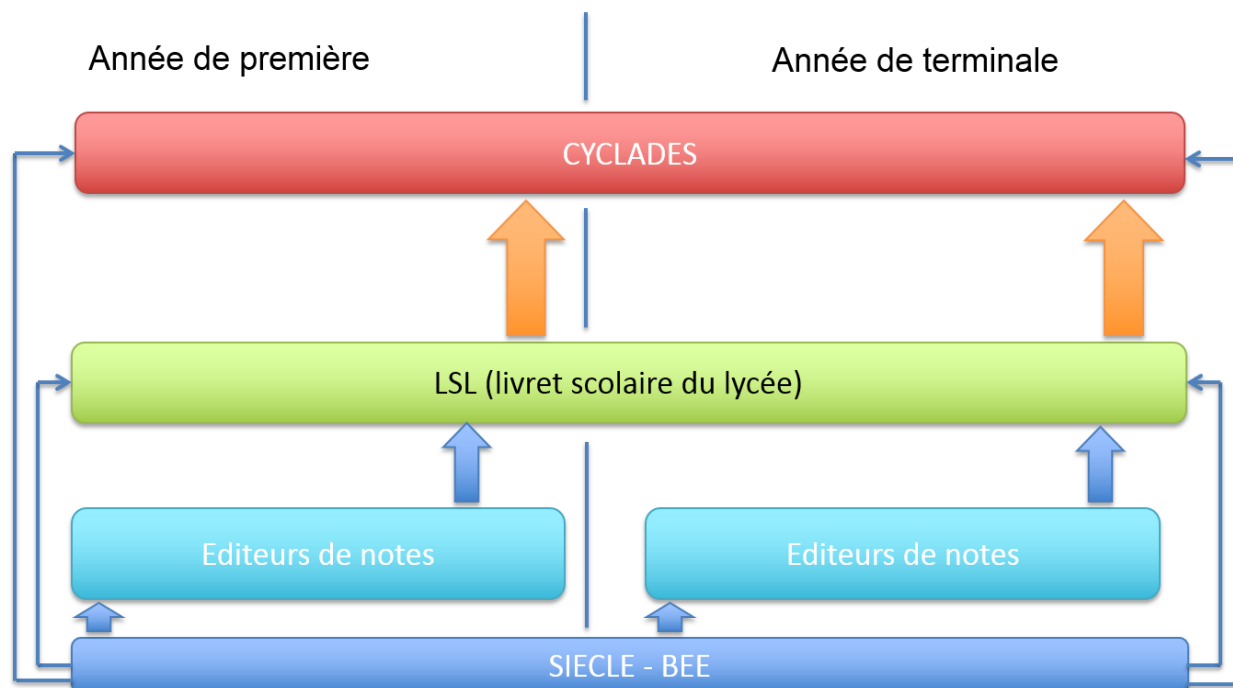 Année de première
Année de terminale
CYCLADES
LSL (livret scolaire du lycée)
Editeurs de notes
Editeurs de notes
SIECLE - BEE